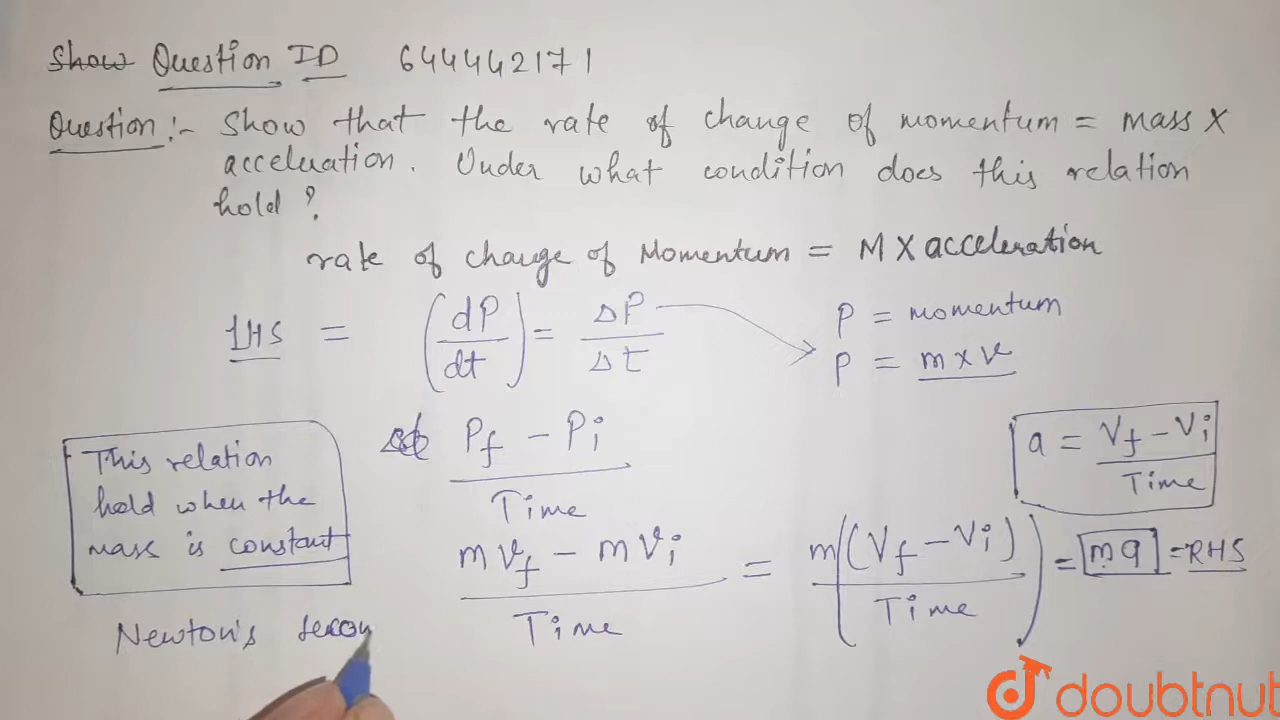 Show Question ID 644442171
Question :- Show that the rate of change of momentum = mass X
acceluation. Under what condition does this relation
hold ?
rate of change of Momentum = M X acceleration
LHS = (dP/dt) = ΔP/Δt
P = momentum
P = m x v
Pf - Pi
Time
a = Vf - Vi
Time
This relation
hold when the
mass is constant
mVf - mVi = m(Vf - Vi) = ma = RHS
Time Time
Newton's secon
doubtnut